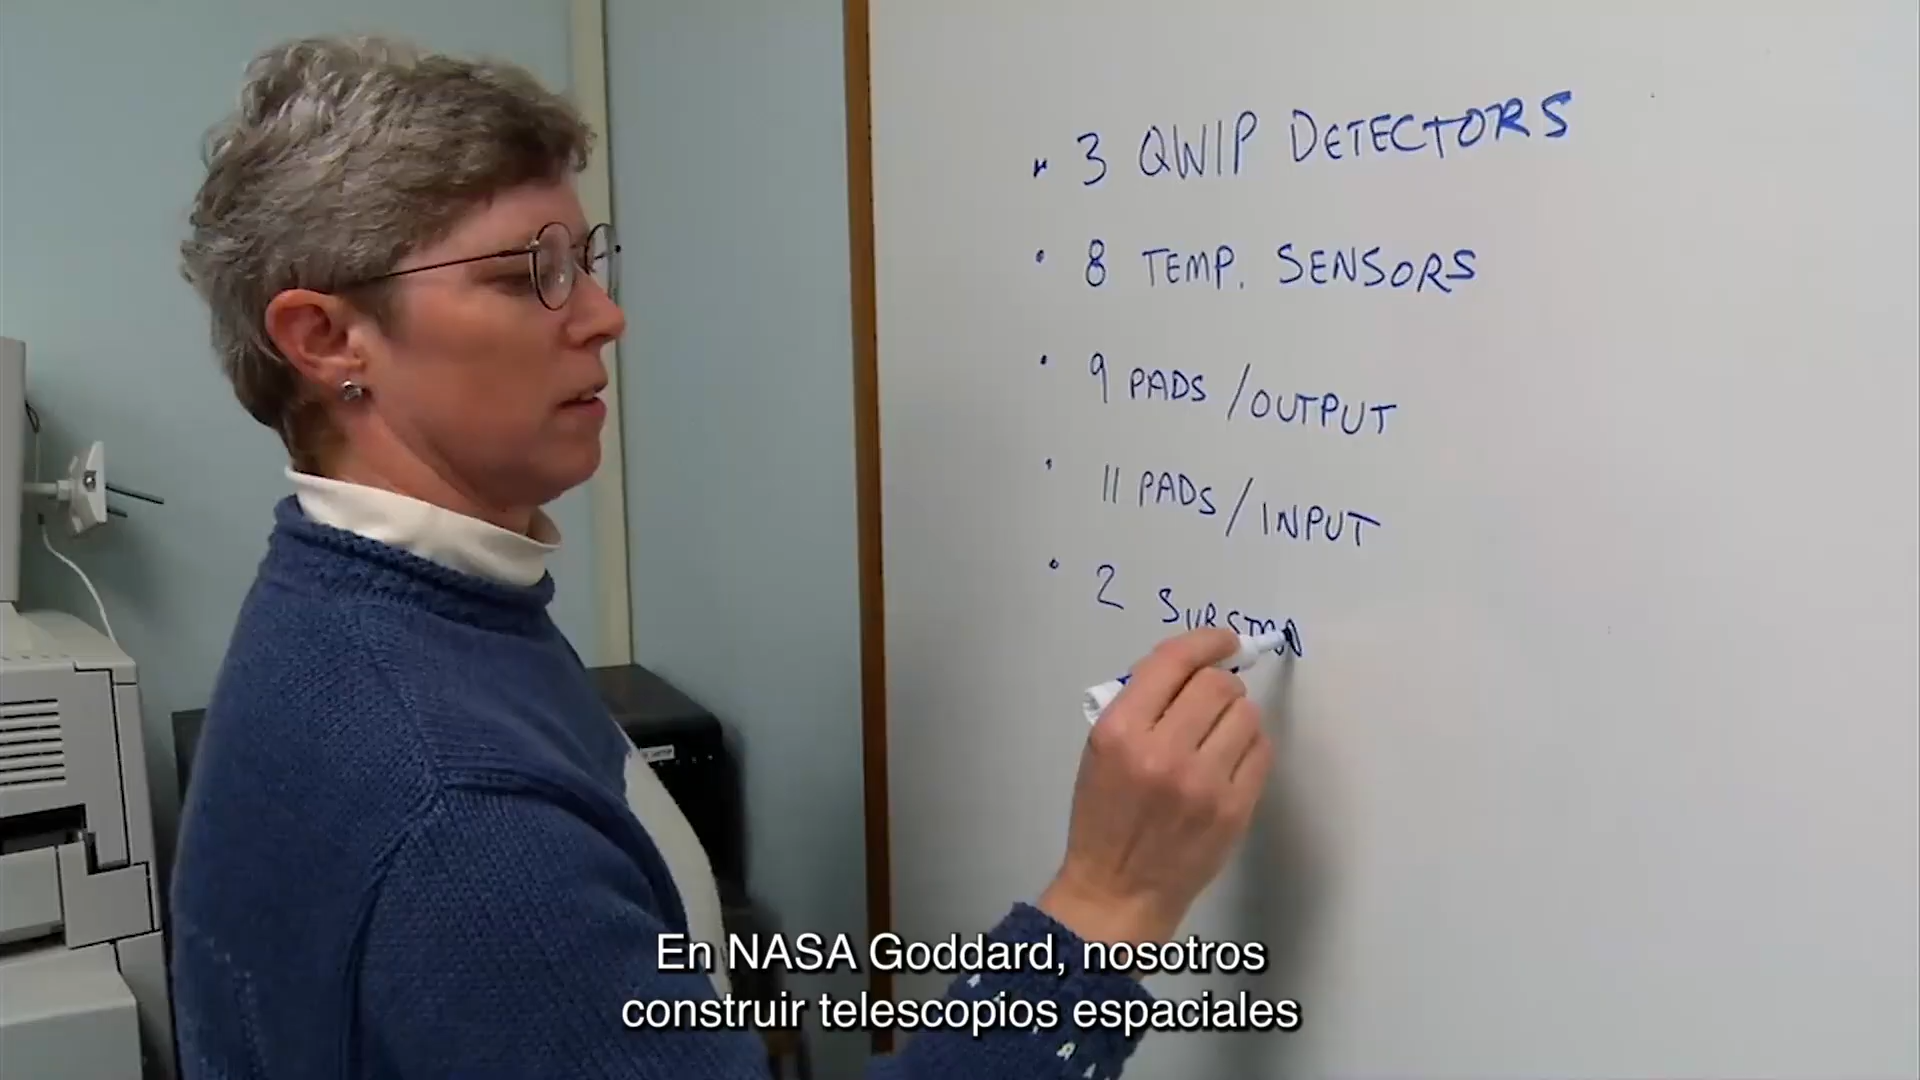 3 QWIP DETECTORS
8 TEMP. SENSORS
9 PADS / OUTPUT
11 PADS / INPUT
2
En NASA Goddard, nosotros
construir telescopios espaciales